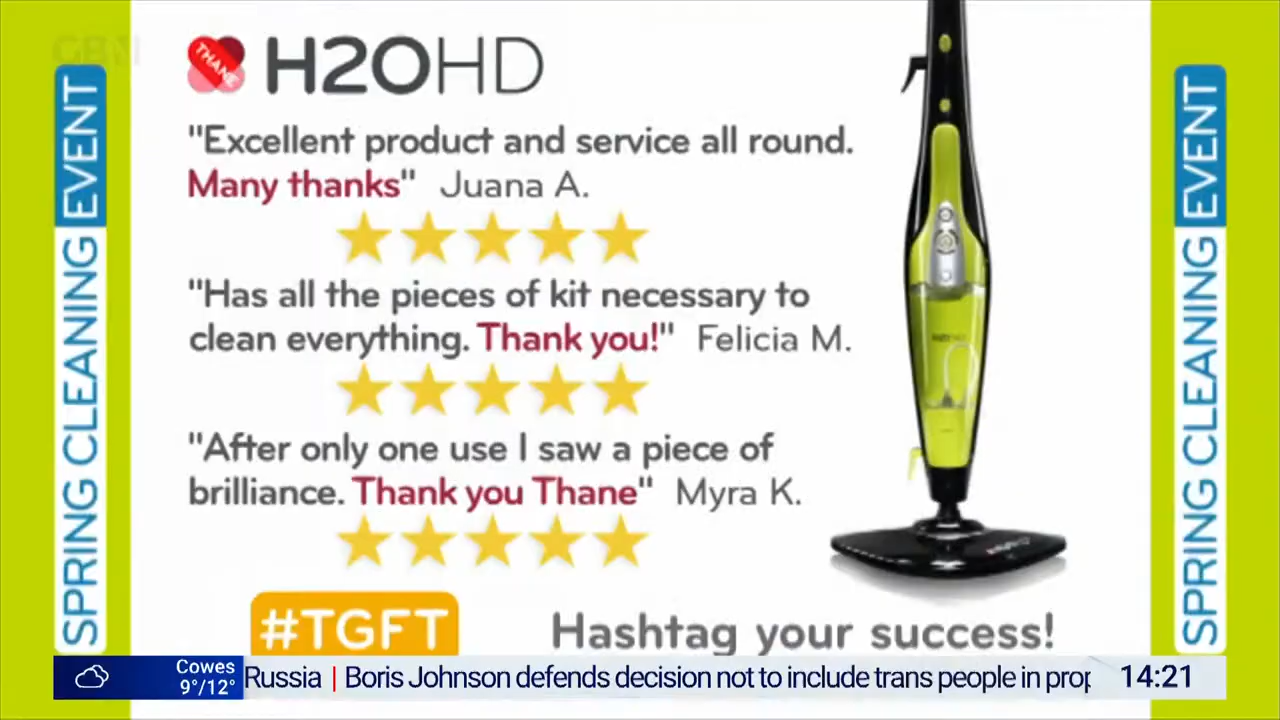 GBN
THANE H2OHD
"Excellent product and service all round.
Many thanks" Juana A.
"Has all the pieces of kit necessary to
clean everything. Thank you!" Felicia M.
"After only one use I saw a piece of
brilliance. Thank you Thane" Myra K.
#TGFT Hashtag your success!
SPRING CLEANING EVENT
SPRING CLEANING EVENT
Cowes
9°/12°
Russia | Boris Johnson defends decision not to include trans people in prop
14:21